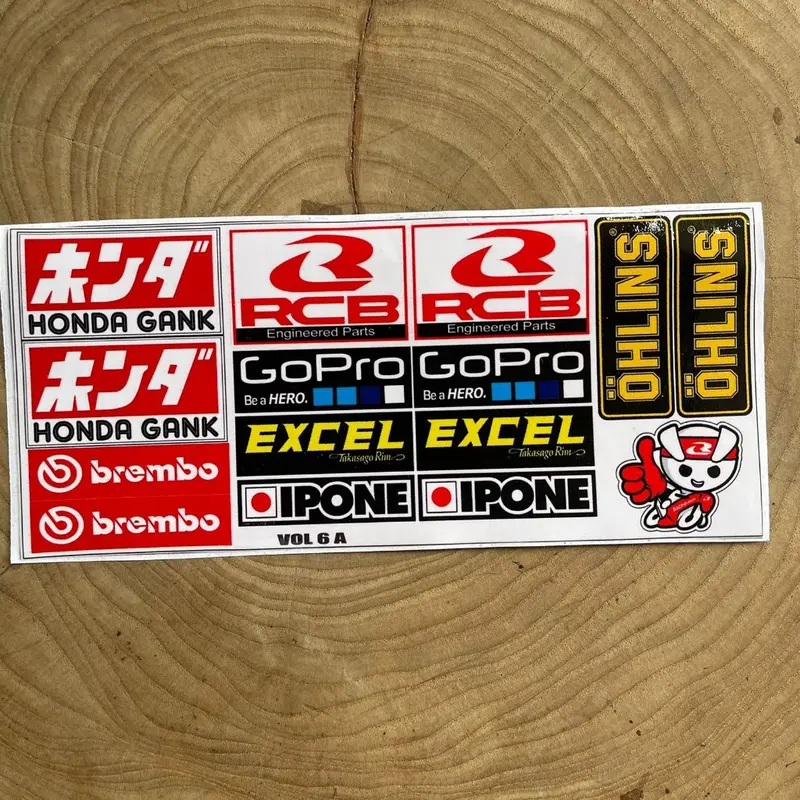 ホンダ
HONDA GANK
ホンダ
HONDA GANK
brembo
brembo
RCB
Engineered Parts
RCB
Engineered Parts
GoPro
Be a HERO.
GoPro
Be a HERO.
EXCEL
Takasago Rim
EXCEL
Takasago Rim
IPONE
IPONE
VOL 6 A
ÖHLINS
ÖHLINS